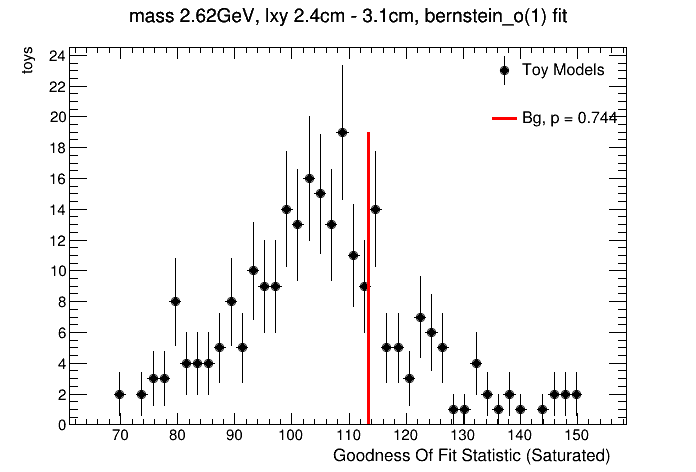 mass 2.62GeV, lxy 2.4cm - 3.1cm, bernstein_o(1) fit
toys
24
22
20
18
16
14
12
10
8
6
4
2
0
Toy Models
Bg, p = 0.744
70 80 90 100 110 120 130 140 150
Goodness Of Fit Statistic (Saturated)